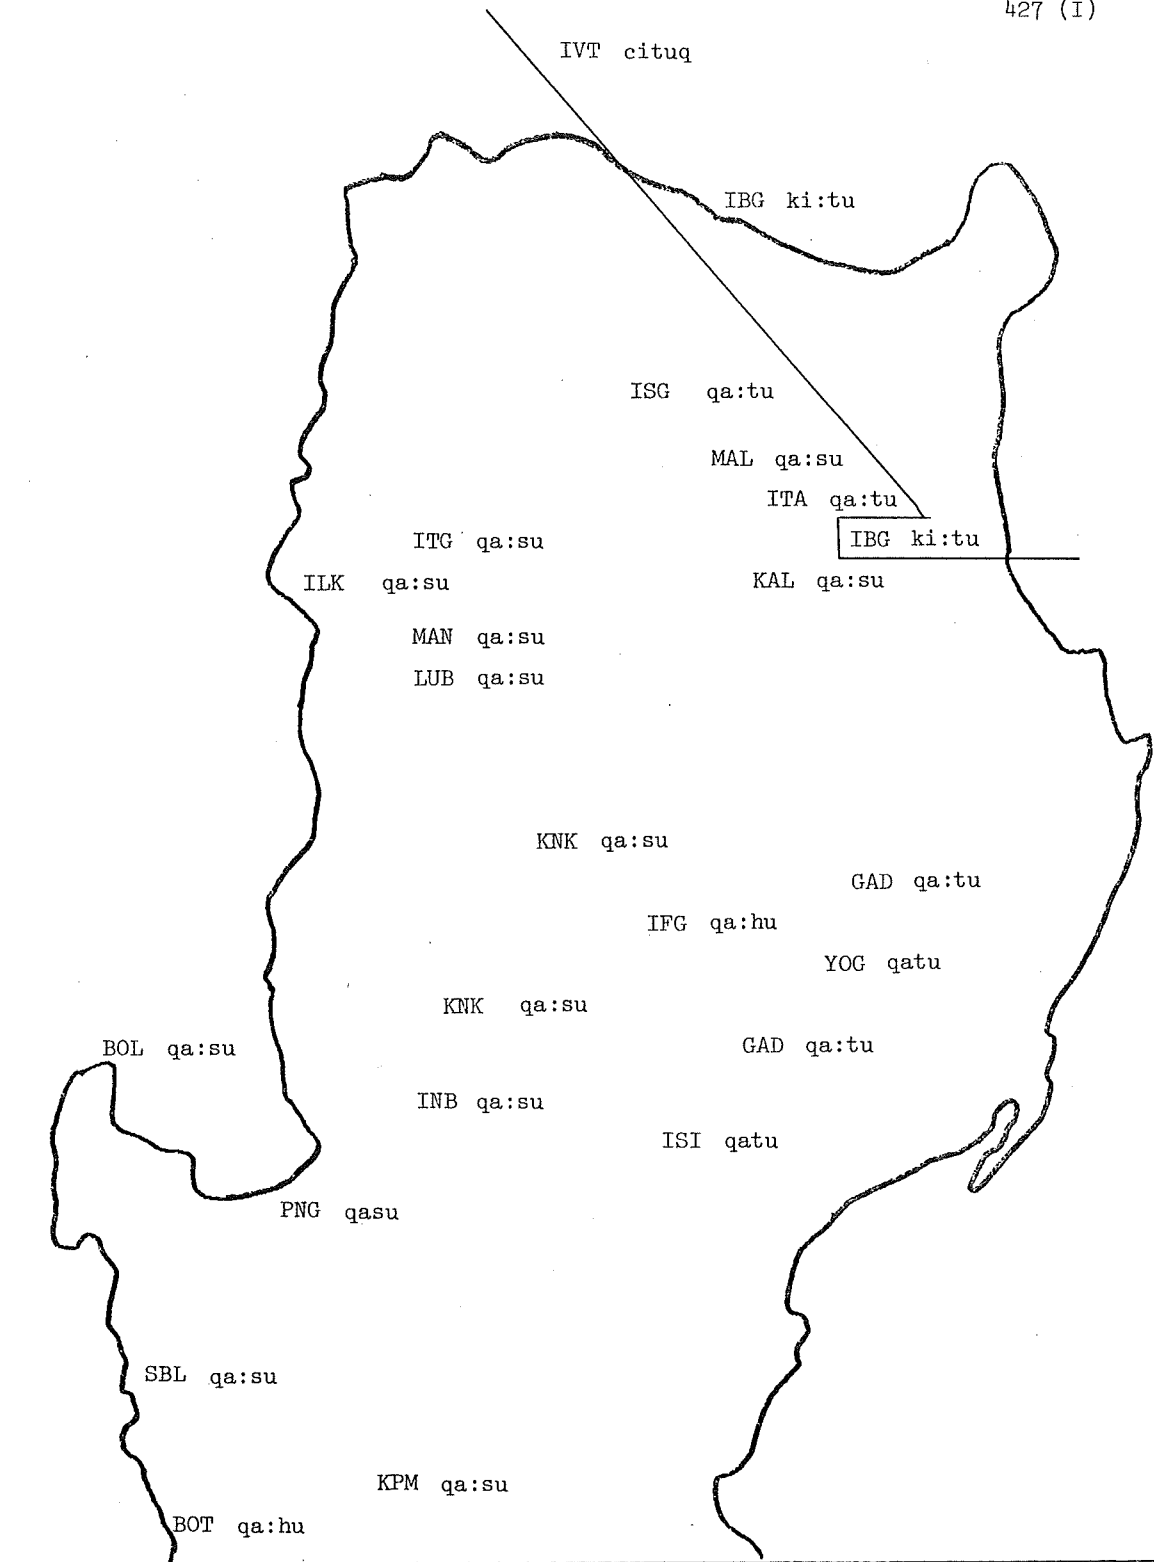 427 (I)
IVT cituq
IBG ki:tu
ISG qa:tu
MAL qa:su
ITA qa:tu
ITG qa:su
IBG ki:tu
ILK qa:su
KAL qa:su
MAN qa:su
LUB qa:su
KNK qa:su
GAD qa:tu
IFG qa:hu
YOG qatu
KNK qa:su
BOL qa:su
GAD qa:tu
INB qa:su
ISI qatu
PNG qasu
SBL qa:su
KPM qa:su
BOT qa:hu